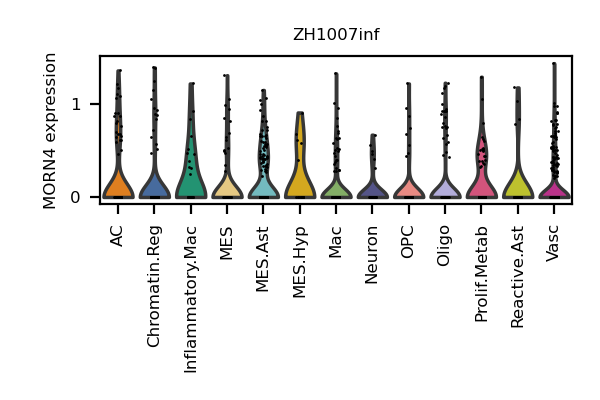 ZH1007inf
MORN4 expression
1
0
AC
Chromatin.Reg
Inflammatory.Mac
MES
MES.Ast
MES.Hyp
Mac
Neuron
OPC
Oligo
Prolif.Metab
Reactive.Ast
Vasc